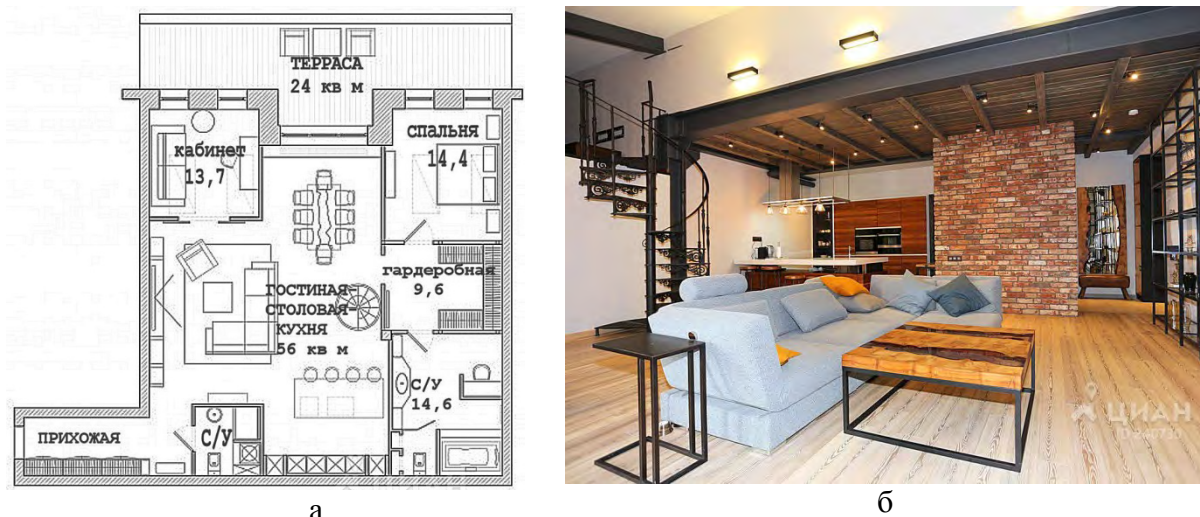 ТЕРРАСА
24 кв м
кабинет
13,7
спальня
14,4
гардеробная
9,6
ГОСТИНАЯ-
СТОЛОВАЯ-
КУХНЯ
56 кв м
С/У
14,6
ПРИХОЖАЯ
С/У
ЦИАН
а
б